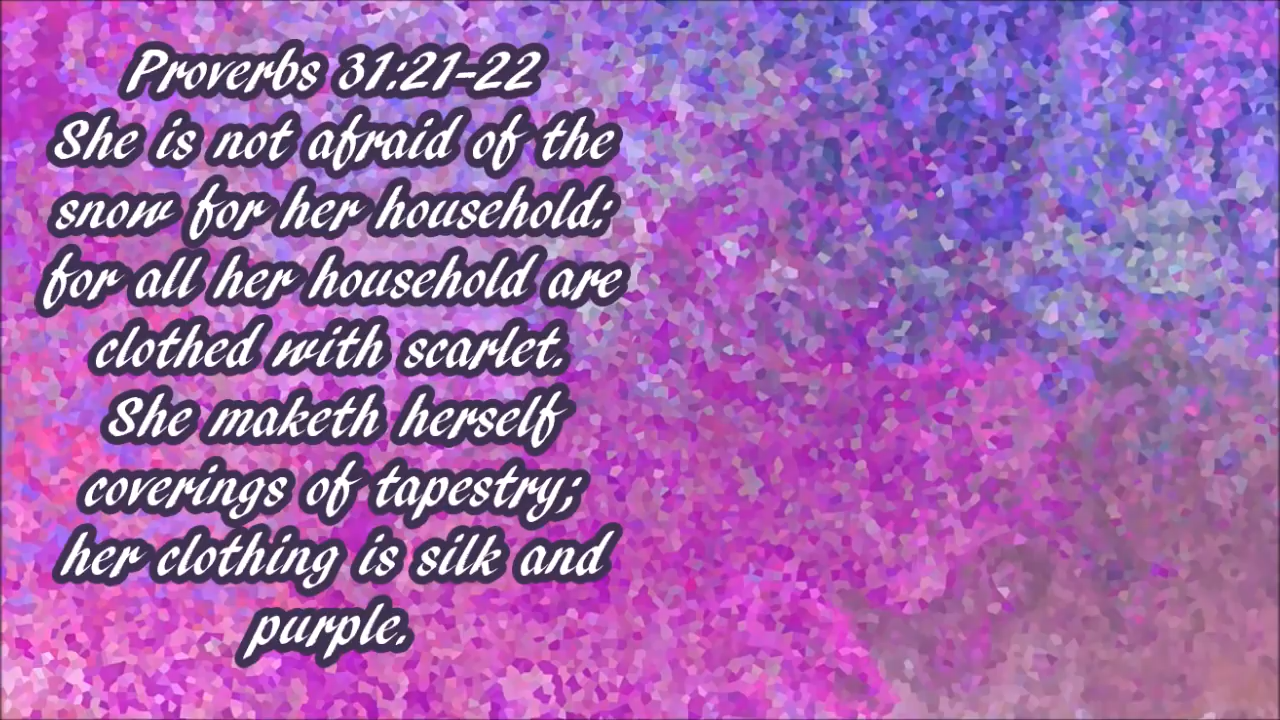 Proverbs 31:21-22
She is not afraid of the
snow for her household:
for all her household are
clothed with scarlet.
She maketh herself
coverings of tapestry;
her clothing is silk and
purple.